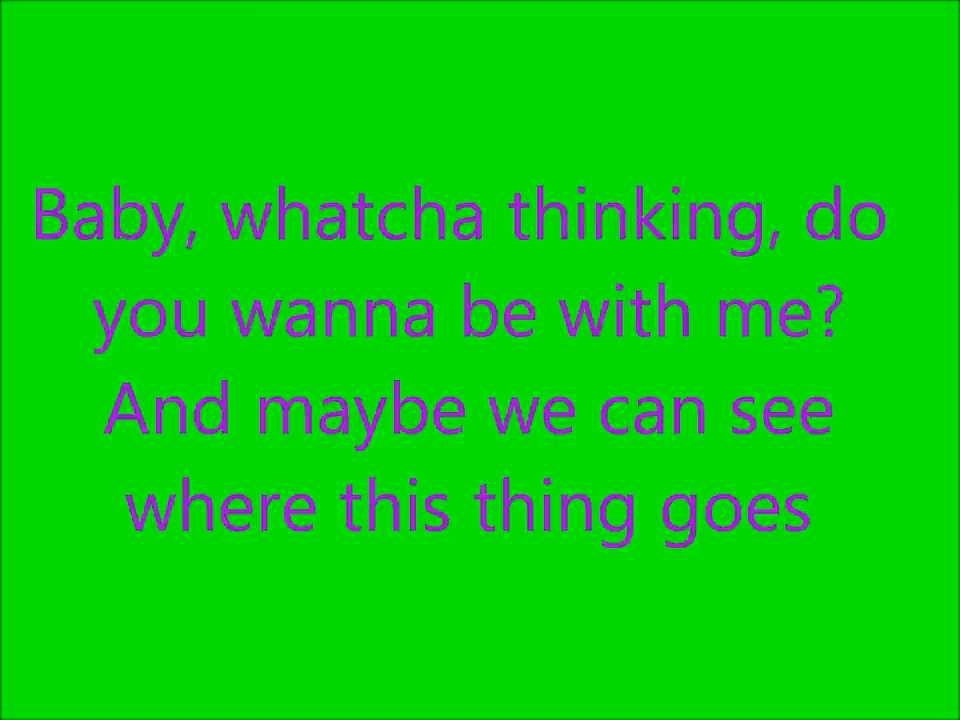 Baby, whatcha thinking, do
you wanna be with me?
And maybe we can see
where this thing goes